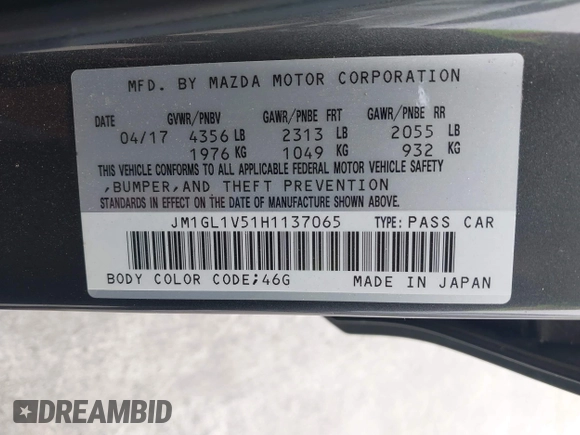 MFD. BY MAZDA MOTOR CORPORATION
DATE GVWR/PNBV GAWR/PNBE FRT GAWR/PNBE RR
04/17 4356 LB 2313 LB 2055 LB
1976 KG 1049 KG 932 KG
THIS VEHICLE CONFORMS TO ALL APPLICABLE FEDERAL MOTOR VEHICLE SAFETY
,BUMPER,AND THEFT PREVENTION
STANDARDS IN EFFECT ON THE DATE OF MANUFACTURE SHOWN ABOVE.
JM1GL1V51H1137065 TYPE: PASS CAR
BODY COLOR CODE;46G MADE IN JAPAN
DREAMBID